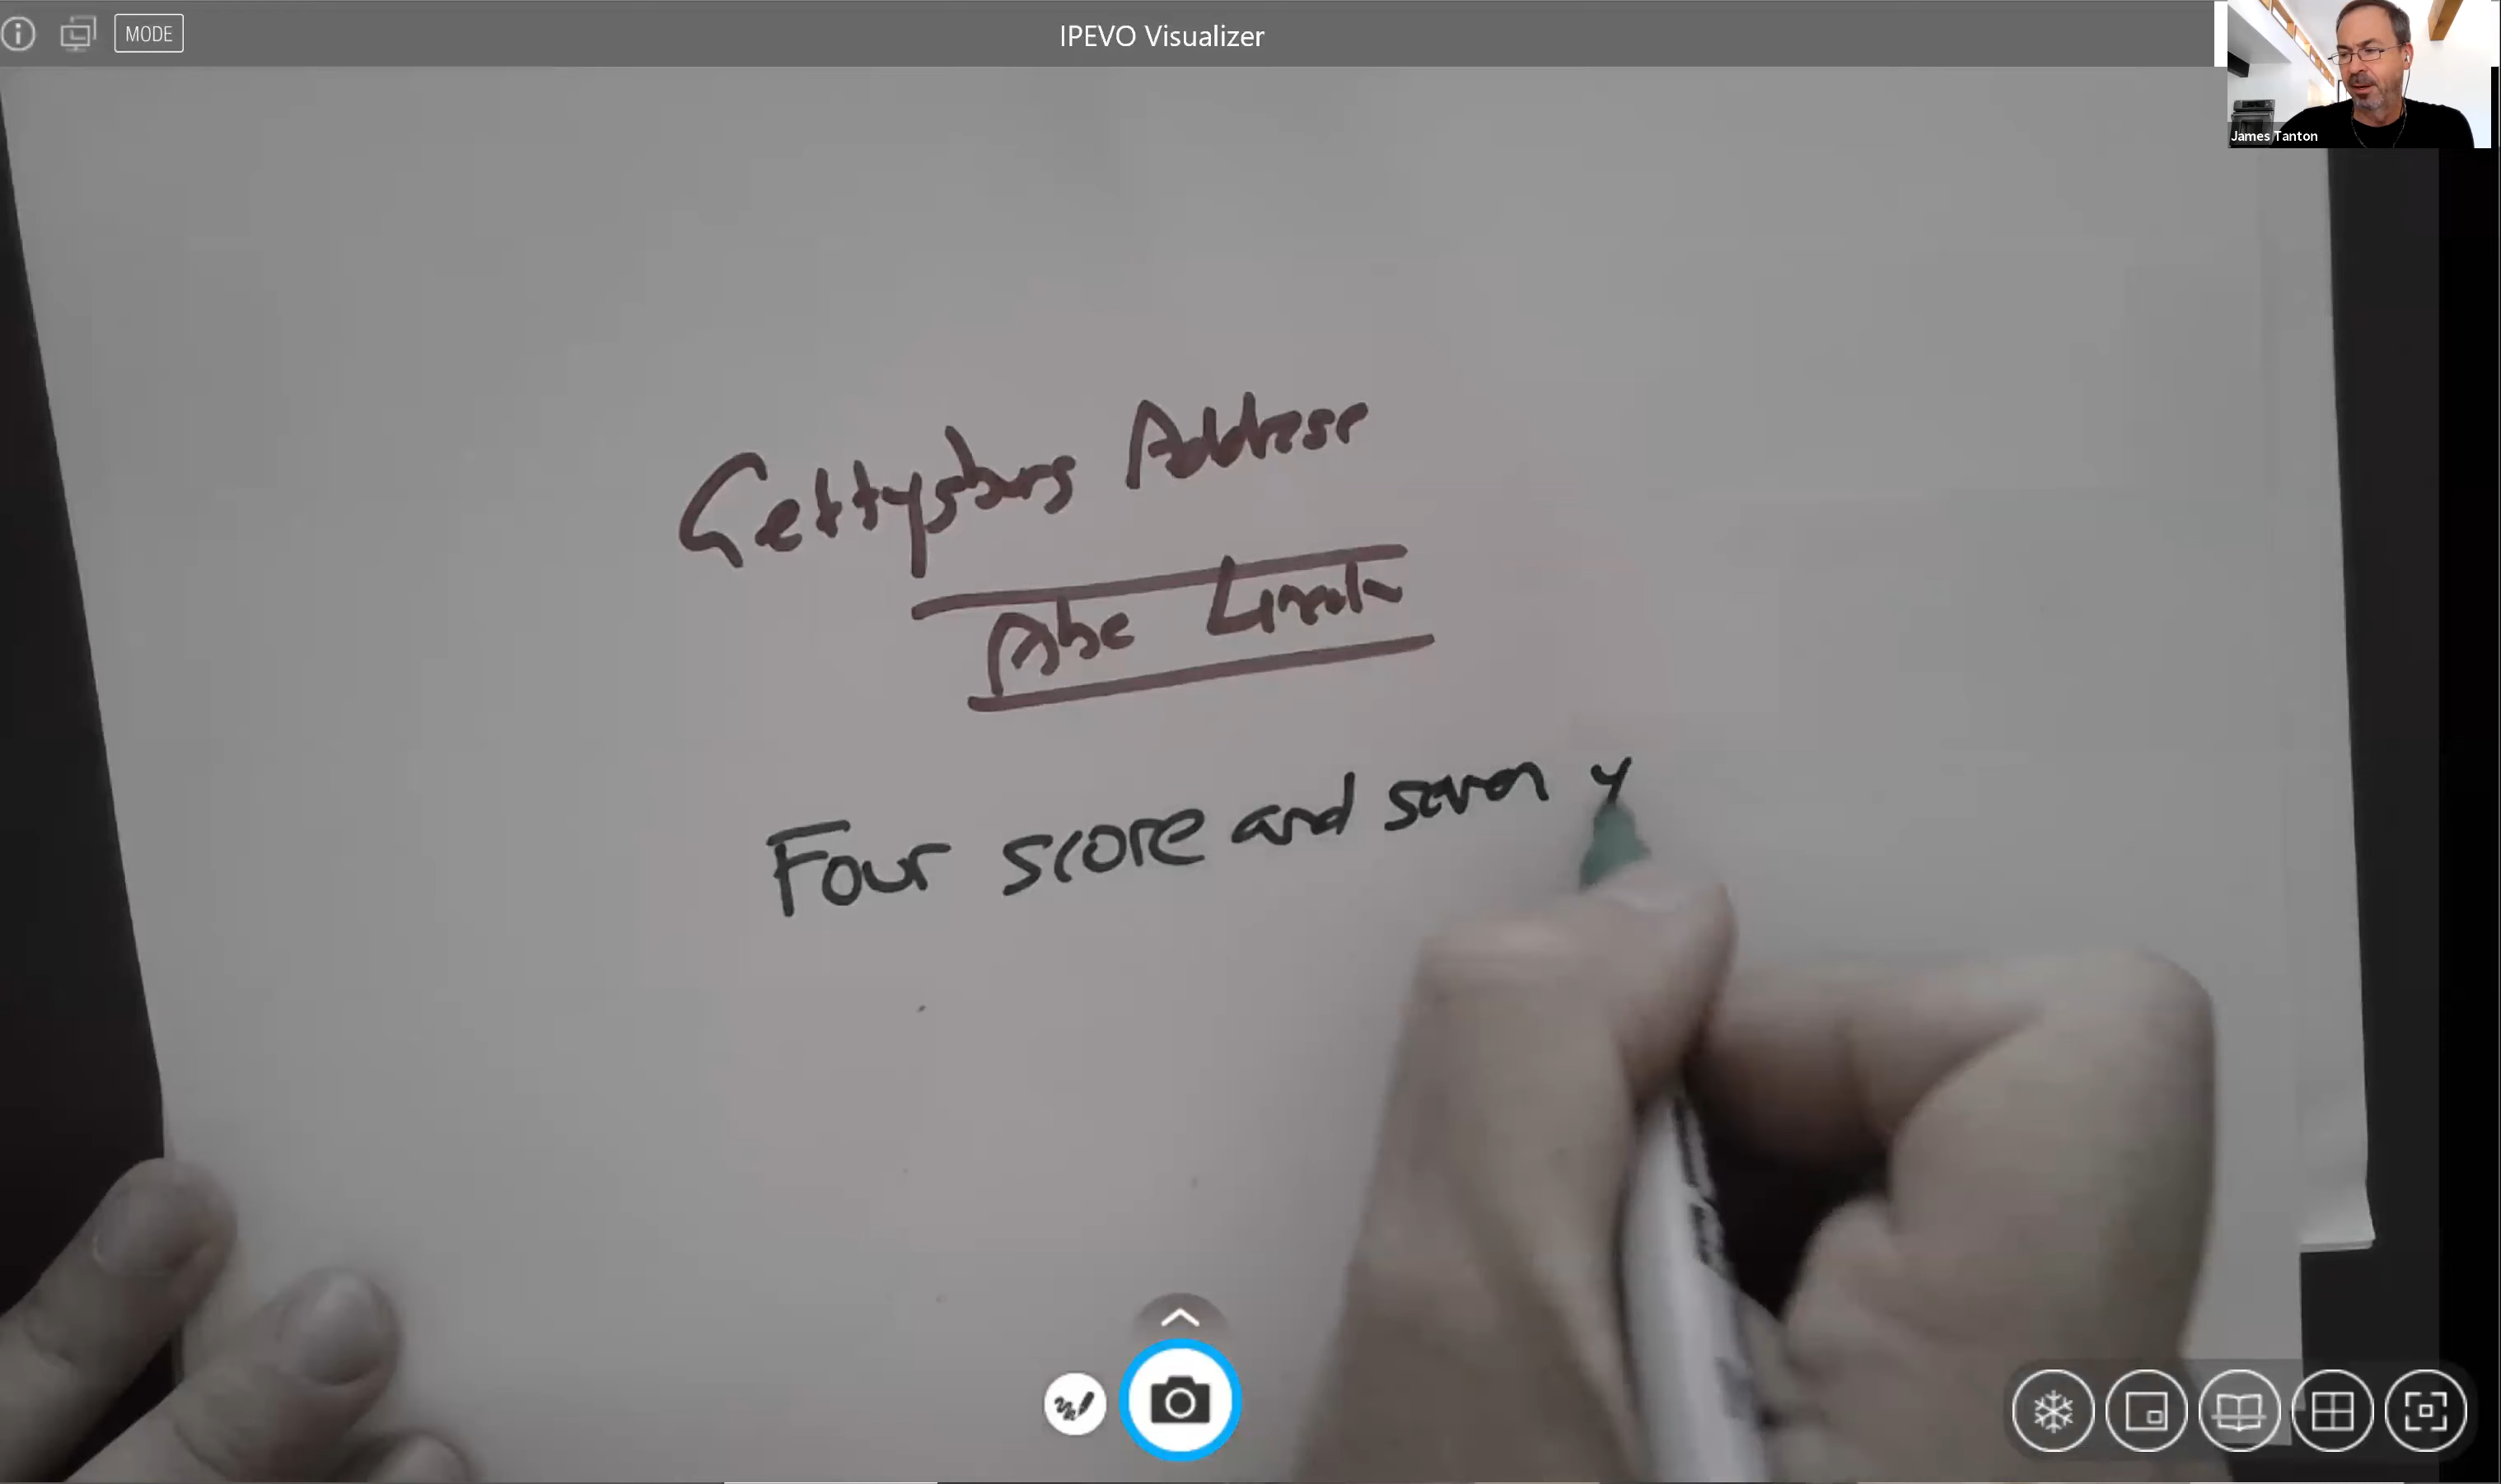 MODE
IPEVO Visualizer
James Tanton
Gettysburg Address
Abe Lincoln
Four score and seven y